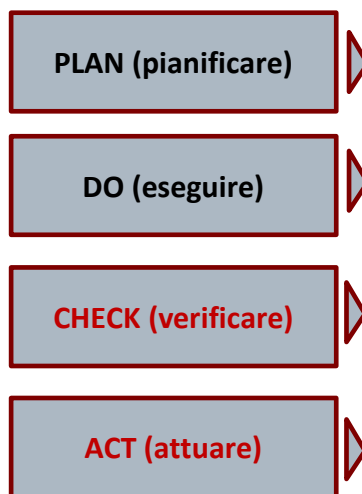 PLAN (pianificare)
DO (eseguire)
CHECK (verificare)
ACT (attuare)